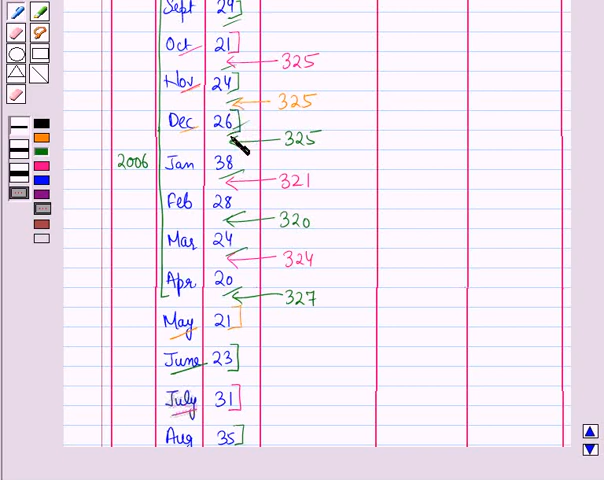 Sept 29
Oct 21
325
Nov 24
325
Dec 26
325
2006 Jan 38
321
Feb 28
320
Mar 24
324
Apr 20
327
May 21
June 23
July 31
Aug 35